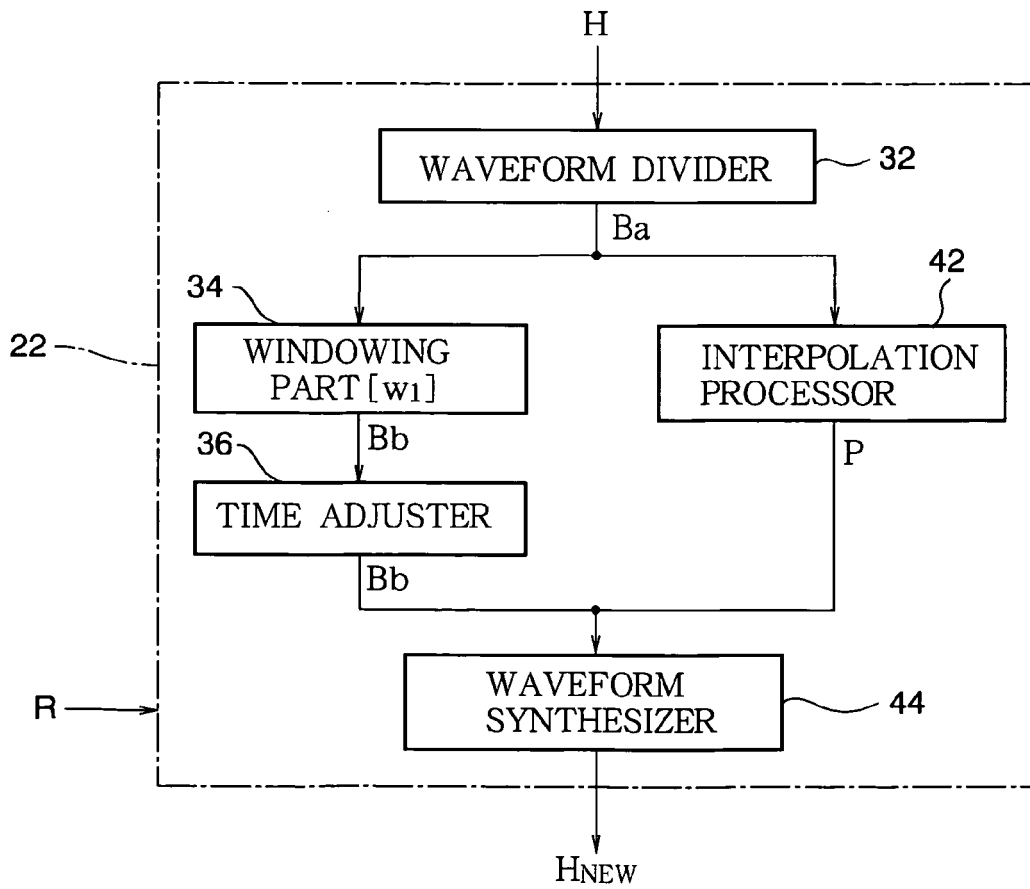 H
WAVEFORM DIVIDER
32
Ba
34
42
22
WINDOWING
PART [w1]
INTERPOLATION
PROCESSOR
Bb
P
36
TIME ADJUSTER
Bb
WAVEFORM
SYNTHESIZER
44
R
HNEW